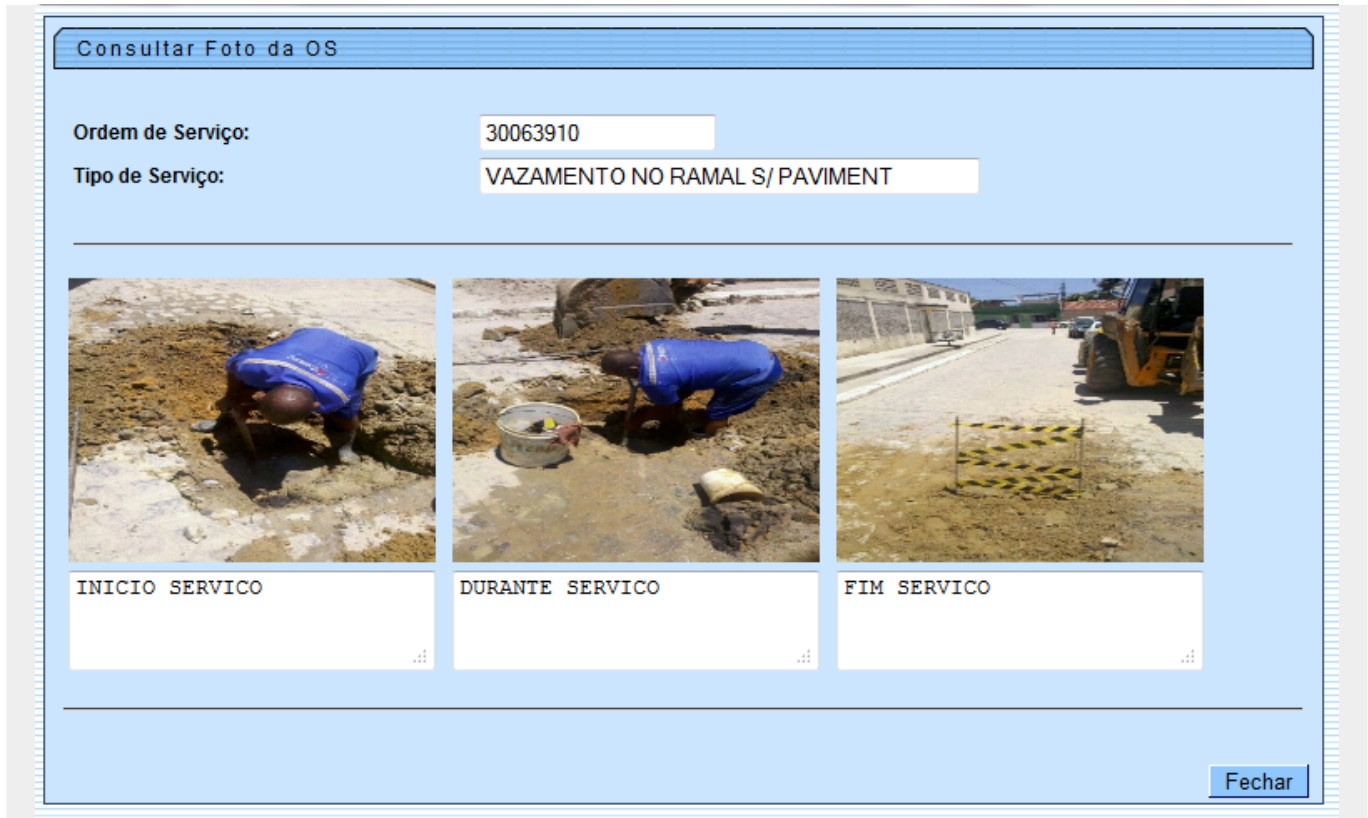 Consultar Foto da OS
Ordem de Serviço: 30063910
Tipo de Serviço: VAZAMENTO NO RAMAL S/ PAVIMENT
INICIO SERVICO
DURANTE SERVICO
FIM SERVICO
Fechar